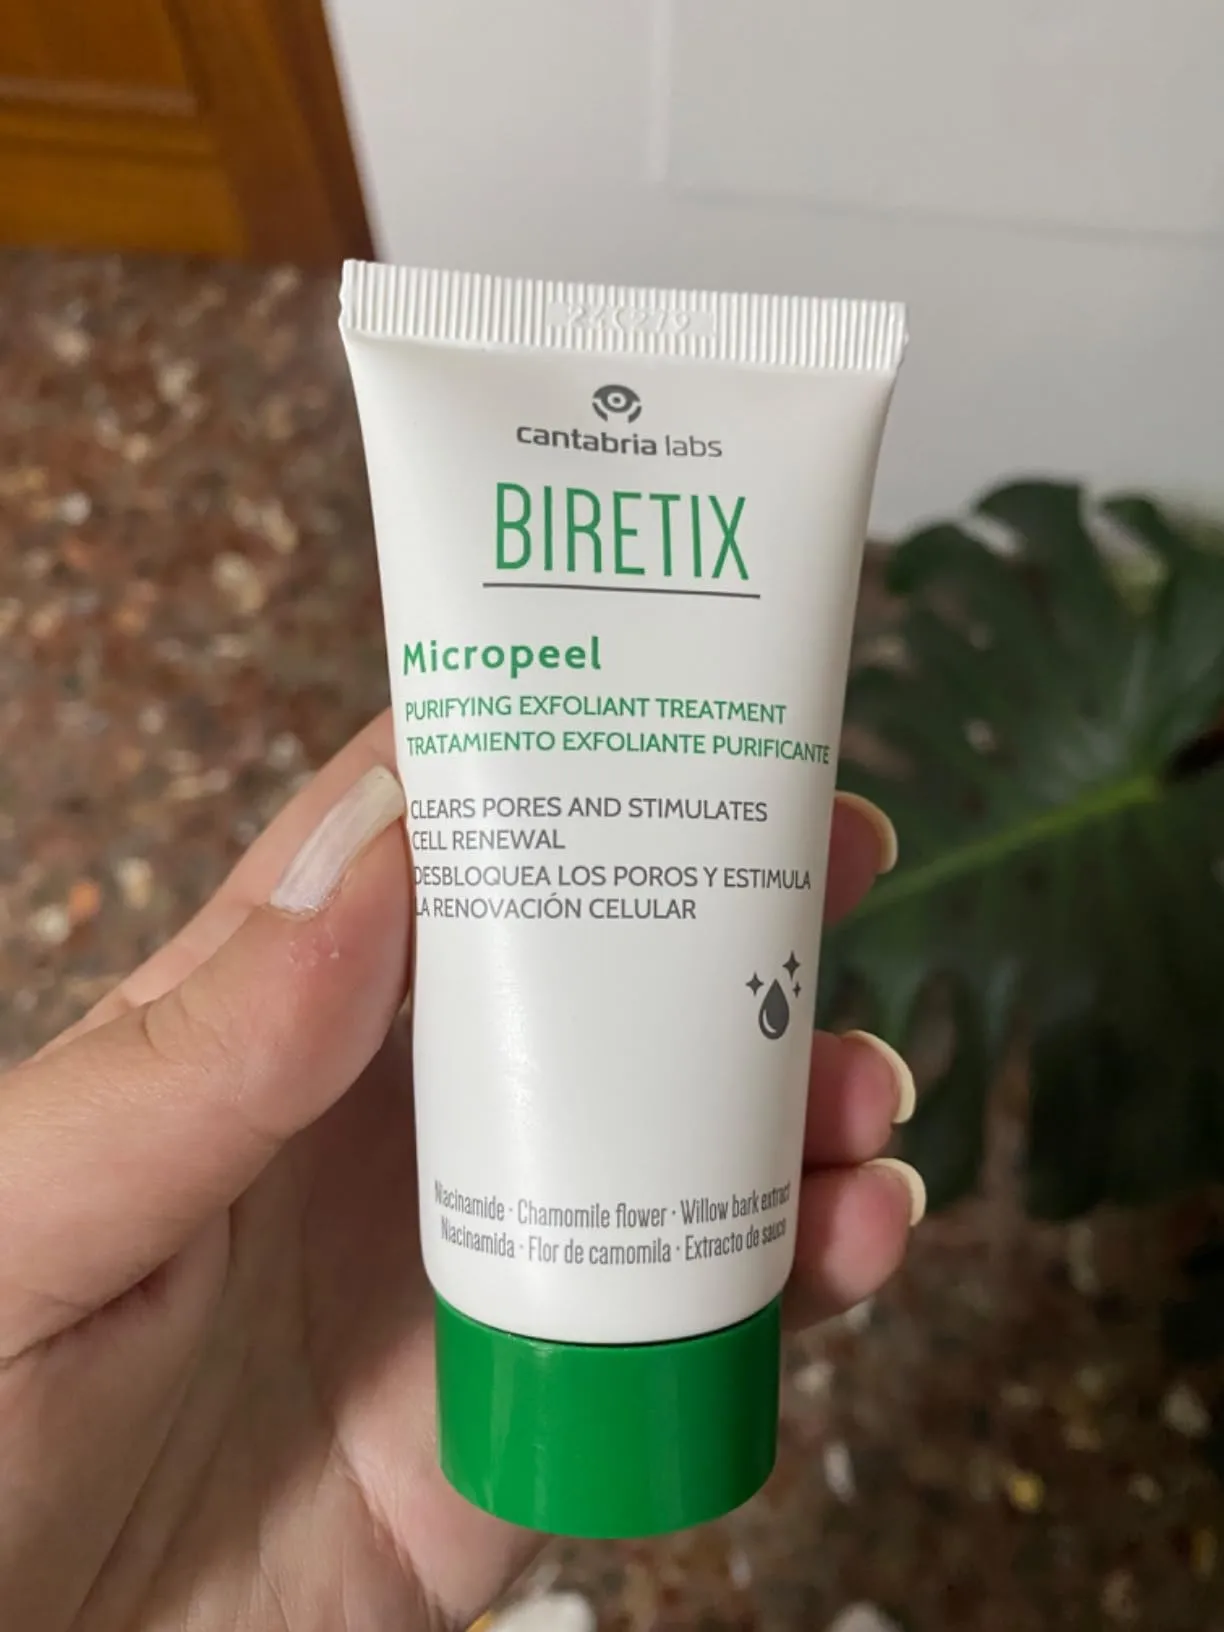 cantabria labs
BIRETIX
Micropeel
PURIFYING EXFOLIANT TREATMENT
TRATAMIENTO EXFOLIANTE PURIFICANTE
CLEARS PORES AND STIMULATES
CELL RENEWAL
DESBLOQUEA LOS POROS Y ESTIMULA
LA RENOVACIÓN CELULAR
Niacinamide · Chamomile flower · Willow bark extract
Niacinamida · Flor de camomila · Extracto de sauce